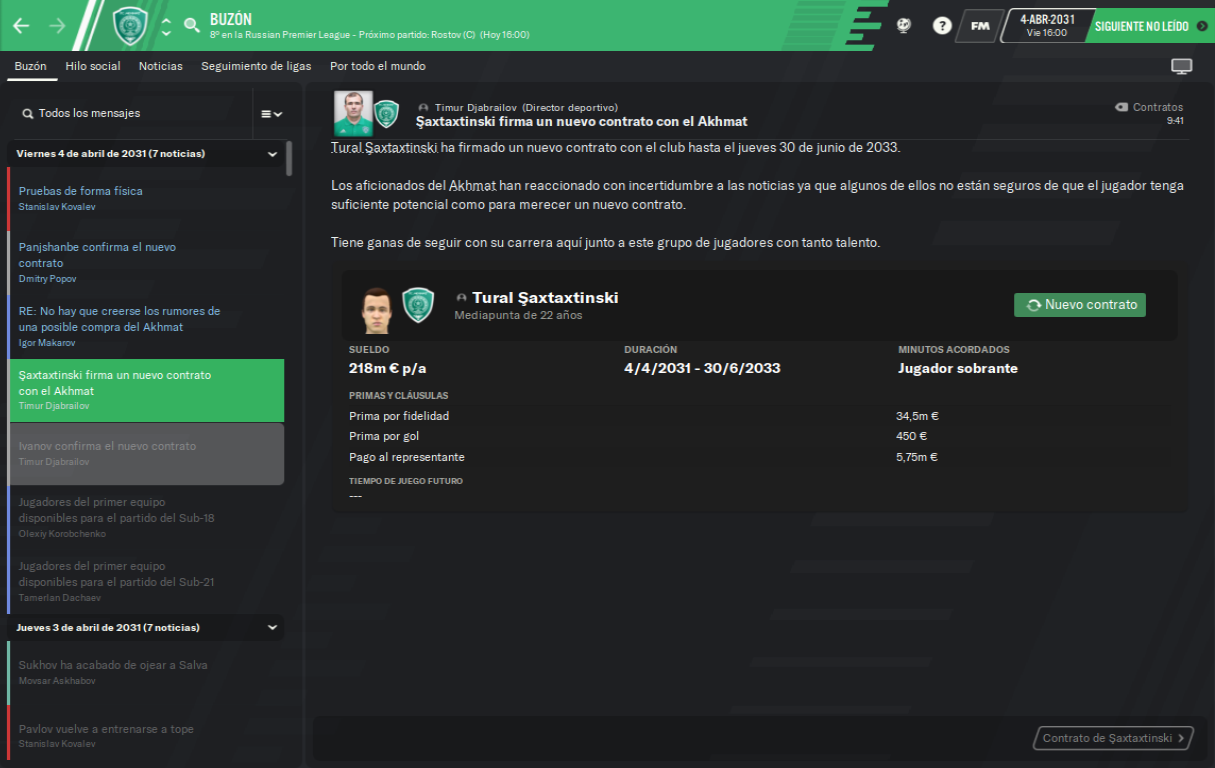 BUZÓN
8º en la Russian Premier League - Próximo partido: Rostov (C) (Hoy 16:00)
?
FM
4-ABR-2031
Vie 16:00
SIGUIENTE NO LEÍDO
Buzón
Hilo social
Noticias
Seguimiento de ligas
Por todo el mundo
Todos los mensajes
Viernes 4 de abril de 2031 (7 noticias)
Pruebas de forma física
Stanislav Kovalev
Panjshanbe confirma el nuevo
contrato
Dmitry Popov
RE: No hay que creerse los rumores de
una posible compra del Akhmat
Igor Makarov
Şaxtaxtinski firma un nuevo contrato
con el Akhmat
Timur Djabrailov
Ivanov confirma el nuevo contrato
Timur Djabrailov
Jugadores del primer equipo
disponibles para el partido del Sub-18
Olexiy Korobchenko
Jugadores del primer equipo
disponibles para el partido del Sub-21
Tamerlan Dachaev
Jueves 3 de abril de 2031 (7 noticias)
Sukhov ha acabado de ojear a Salva
Movsar Askhabov
Pavlov vuelve a entrenarse a tope
Stanislav Kovalev
Timur Djabrailov (Director deportivo)
Şaxtaxtinski firma un nuevo contrato con el Akhmat
Contratos
9:41
Tural Şaxtaxtinski ha firmado un nuevo contrato con el club hasta el jueves 30 de junio de 2033.
Los aficionados del Akhmat han reaccionado con incertidumbre a las noticias ya que algunos de ellos no están seguros de que el jugador tenga
suficiente potencial como para merecer un nuevo contrato.
Tiene ganas de seguir con su carrera aquí junto a este grupo de jugadores con tanto talento.
Tural Şaxtaxtinski
Mediapunta de 22 años
Nuevo contrato
SUELDO
DURACIÓN
MINUTOS ACORDADOS
218m € p/a
4/4/2031 - 30/6/2033
Jugador sobrante
PRIMAS Y CLÁUSULAS
Prima por fidelidad
34,5m €
Prima por gol
450 €
Pago al representante
5,75m €
TIEMPO DE JUEGO FUTURO
---
Contrato de Şaxtaxtinski